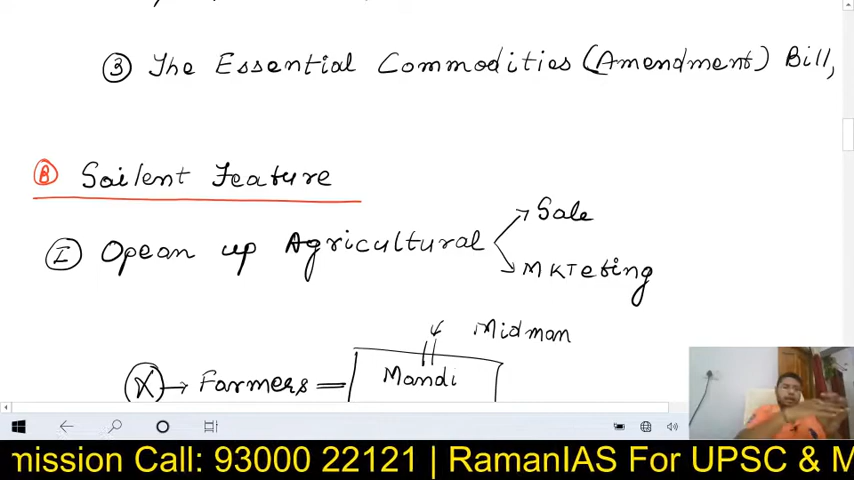 ③ The Essential Commodities (Amendment) Bill,
Ⓑ Sailent Feature
Ⓘ Opean up Agricultural
Sale
MKTeting
Midman
Ⓧ → Farmers =
Mandi
mission Call: 93000 22121 | RamanIAS For UPSC & M